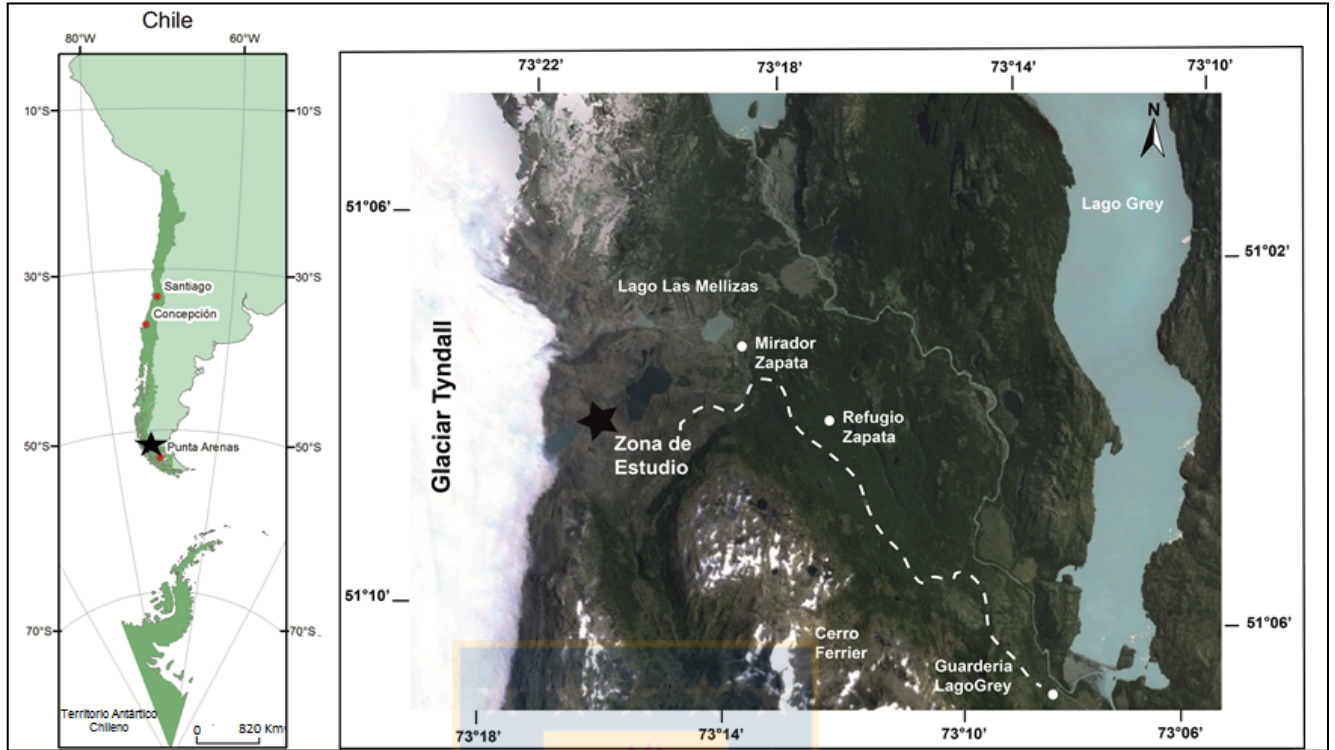 Chile
80°W
60°W
10°S
10°S
30°S
30°S
Santiago
Concepción
50°S
50°S
Punta Arenas
70°S
70°S
Territorio Antártico
Chileno
0
820 Km
73°22'
73°18'
73°14'
73°10'
N
51°06'
Lago Grey
51°02'
Lago Las Mellizas
Glaciar Tyndall
Mirador
Zapata
Refugio
Zapata
Zona de
Estudio
51°10'
51°06'
Cerro
Ferrier
Guarderia
LagoGrey
73°18'
73°14'
73°10'
73°06'